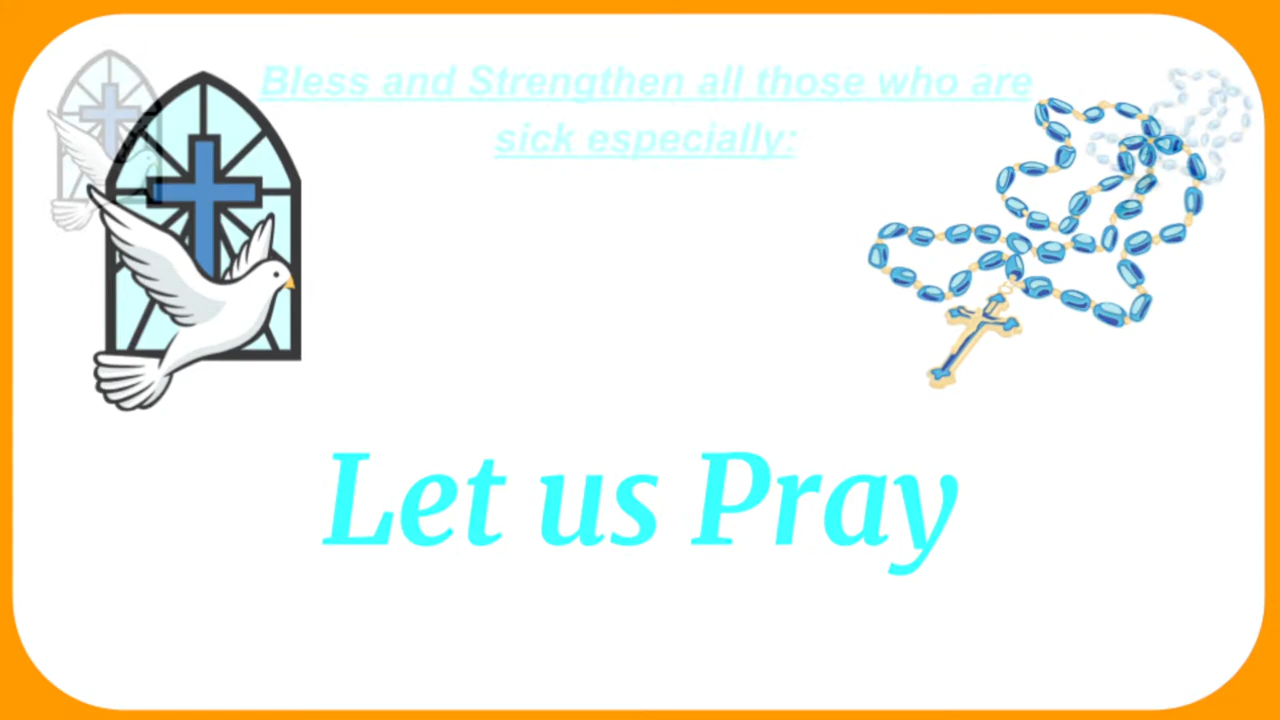 Bless and Strengthen all those who are
sick especially:
Let us Pray